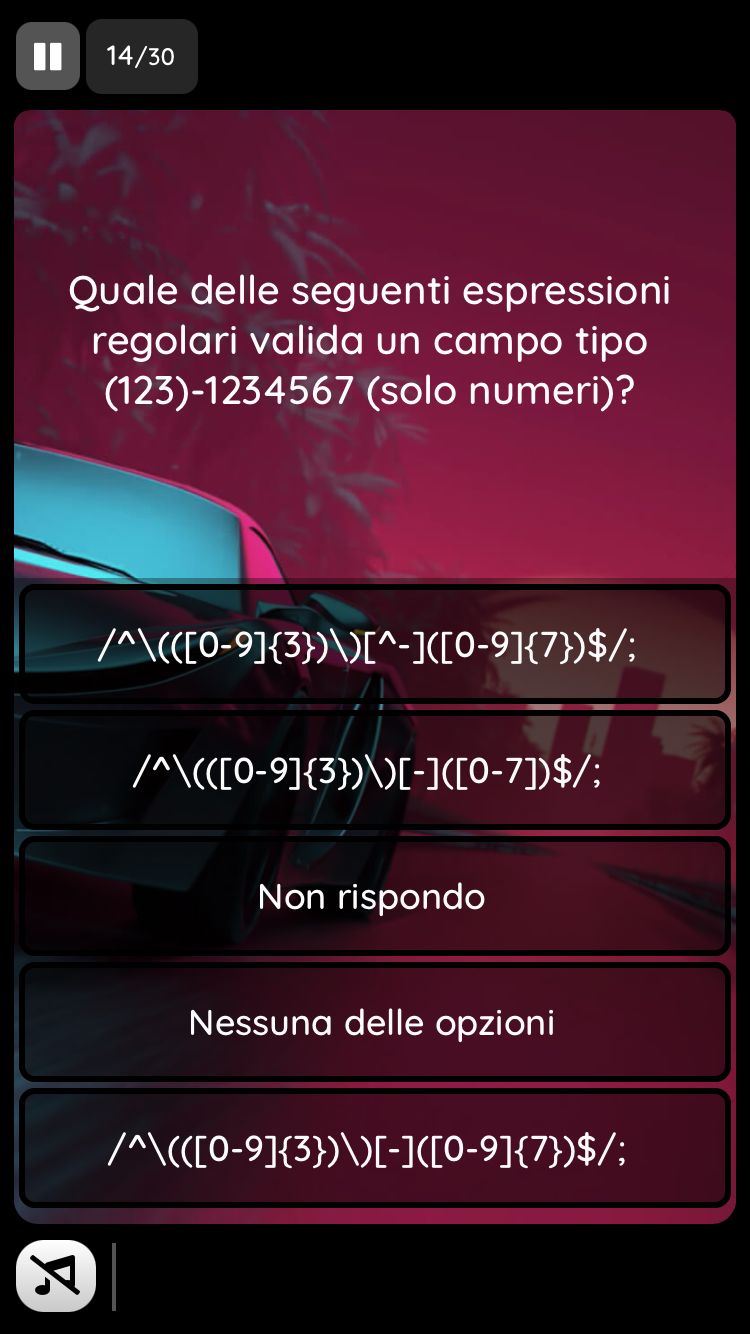 14/30
Quale delle seguenti espressioni
regolari valida un campo tipo
(123)-1234567 (solo numeri)?
/^\(([0-9]{3})\)[^-]([0-9]{7})$/;
/^\(([0-9]{3})\)[-]([0-7])$/;
Non rispondo
Nessuna delle opzioni
/^\(([0-9]{3})\)[-]([0-9]{7})$/;